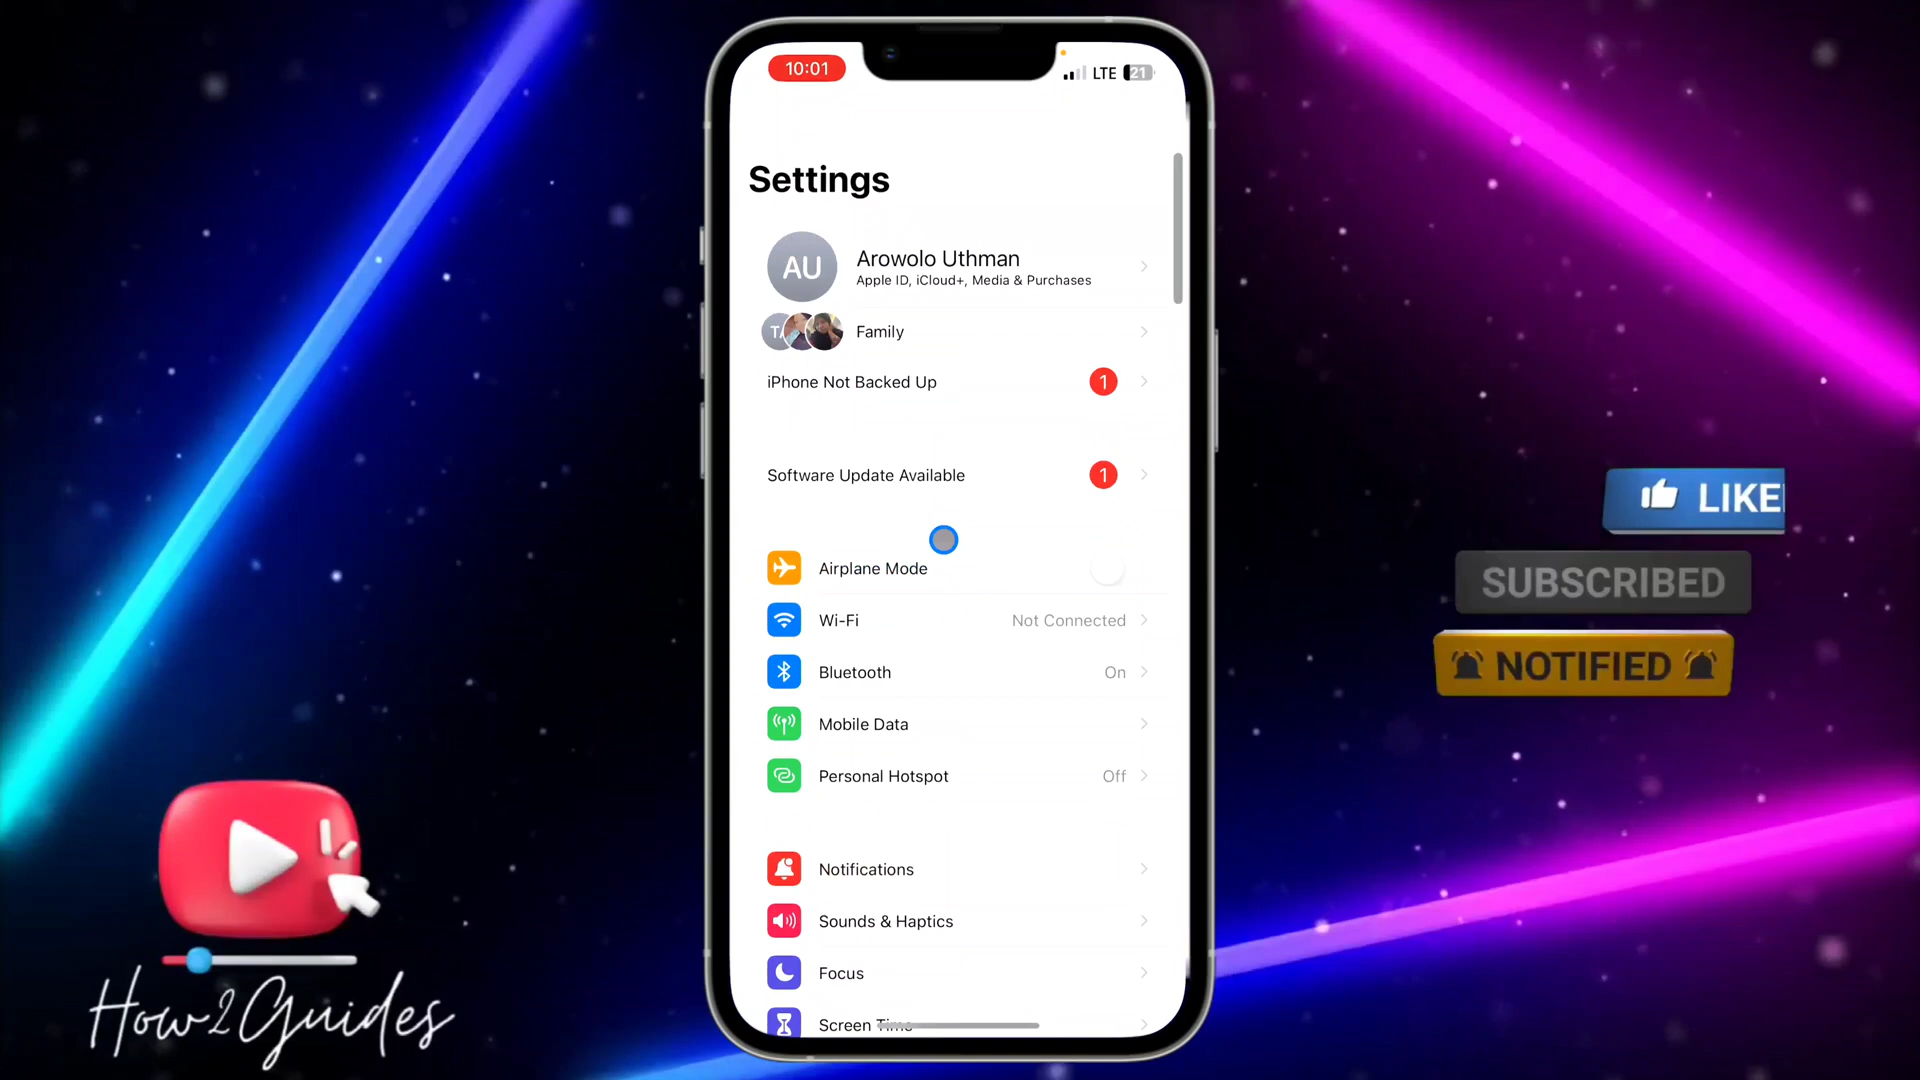 10:01
LTE 21
Settings
AU
Arowolo Uthman
Apple ID, iCloud+, Media & Purchases
Family
iPhone Not Backed Up 1
Software Update Available 1
Airplane Mode
Wi-Fi Not Connected
Bluetooth On
Mobile Data
Personal Hotspot Off
Notifications
Sounds & Haptics
Focus
Screen Time
LIKE
SUBSCRIBED
NOTIFIED
How2Guides